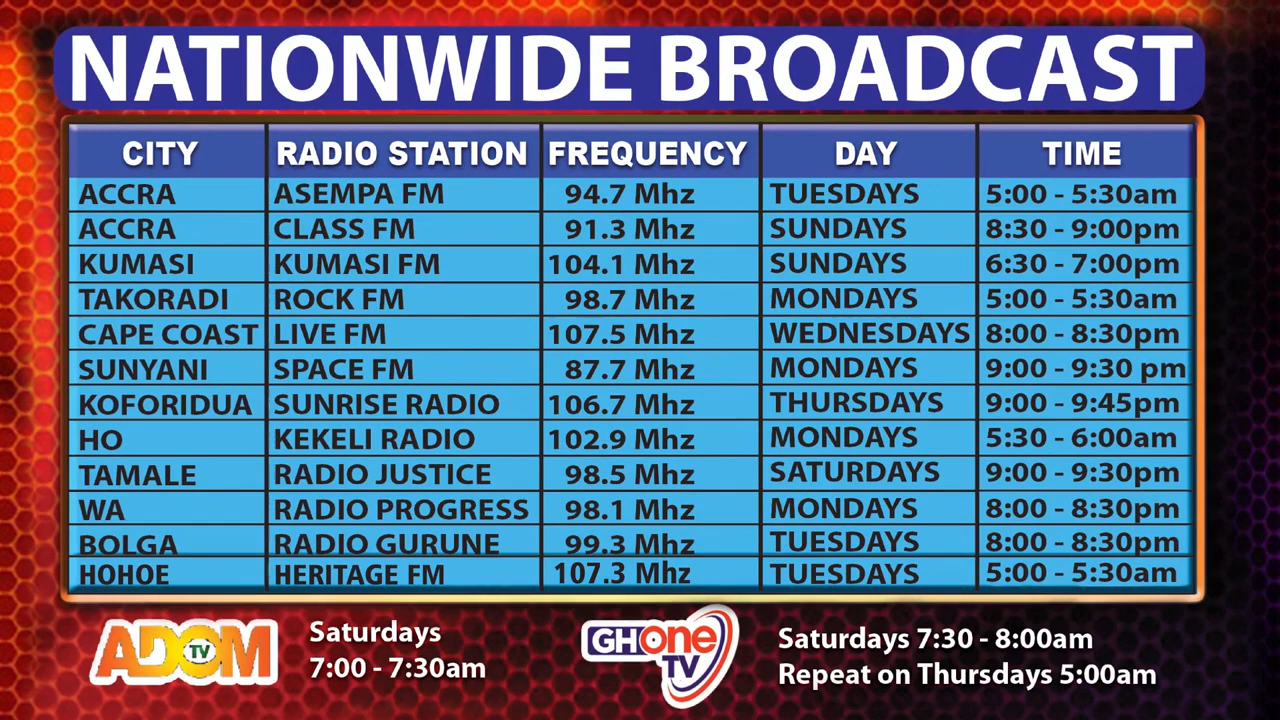 NATIONWIDE BROADCAST
CITY RADIO STATION FREQUENCY DAY TIME
ACCRA ASEMPA FM 94.7 Mhz TUESDAYS 5:00 - 5:30am
ACCRA CLASS FM 91.3 Mhz SUNDAYS 8:30 - 9:00pm
KUMASI KUMASI FM 104.1 Mhz SUNDAYS 6:30 - 7:00pm
TAKORADI ROCK FM 98.7 Mhz MONDAYS 5:00 - 5:30am
CAPE COAST LIVE FM 107.5 Mhz WEDNESDAYS 8:00 - 8:30pm
SUNYANI SPACE FM 87.7 Mhz MONDAYS 9:00 - 9:30 pm
KOFORIDUA SUNRISE RADIO 106.7 Mhz THURSDAYS 9:00 - 9:45pm
HO KEKELI RADIO 102.9 Mhz MONDAYS 5:30 - 6:00am
TAMALE RADIO JUSTICE 98.5 Mhz SATURDAYS 9:00 - 9:30pm
WA RADIO PROGRESS 98.1 Mhz MONDAYS 8:00 - 8:30pm
BOLGA RADIO GURUNE 99.3 Mhz TUESDAYS 8:00 - 8:30pm
HOHOE HERITAGE FM 107.3 Mhz TUESDAYS 5:00 - 5:30am
ADOM TV
Saturdays
7:00 - 7:30am
GHOne TV
Saturdays 7:30 - 8:00am
Repeat on Thursdays 5:00am